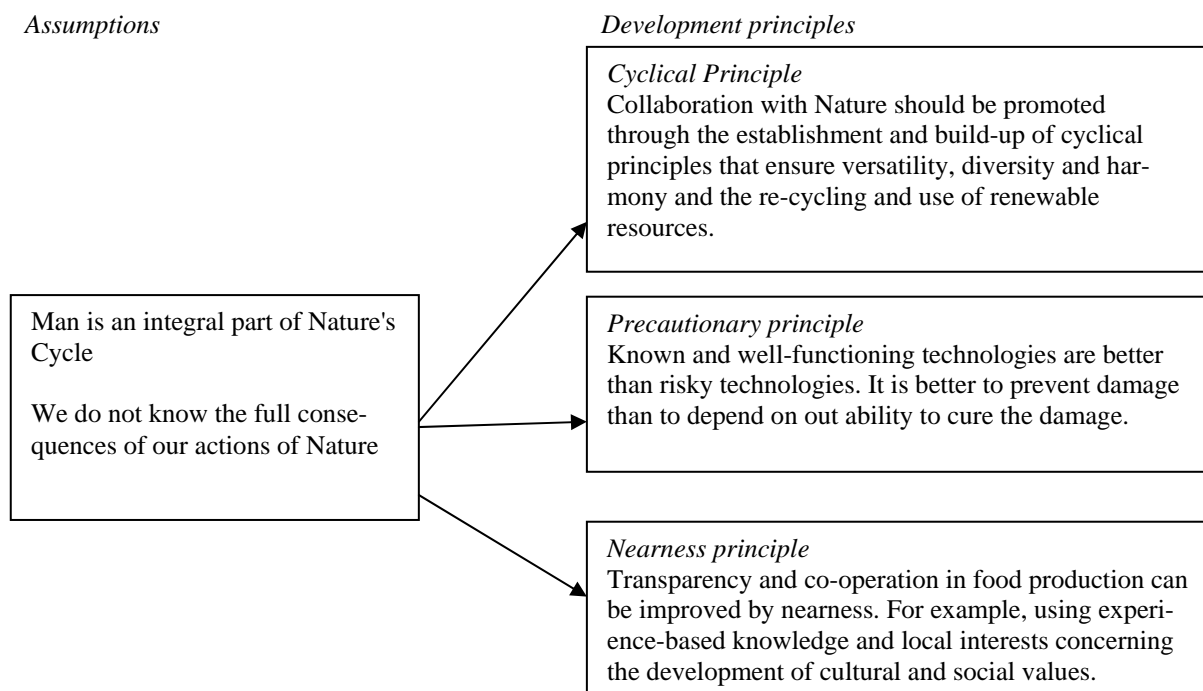 Assumptions
Development principles
Cyclical Principle
Collaboration with Nature should be promoted
through the establishment and build-up of cyclical
principles that ensure versatility, diversity and har-
mony and the re-cycling and use of renewable
resources.
Man is an integral part of Nature's
Cycle
We do not know the full conse-
quences of our actions of Nature
Precautionary principle
Known and well-functioning technologies are better
than risky technologies. It is better to prevent damage
than to depend on out ability to cure the damage.
Nearness principle
Transparency and co-operation in food production can
be improved by nearness. For example, using experi-
ence-based knowledge and local interests concerning
the development of cultural and social values.